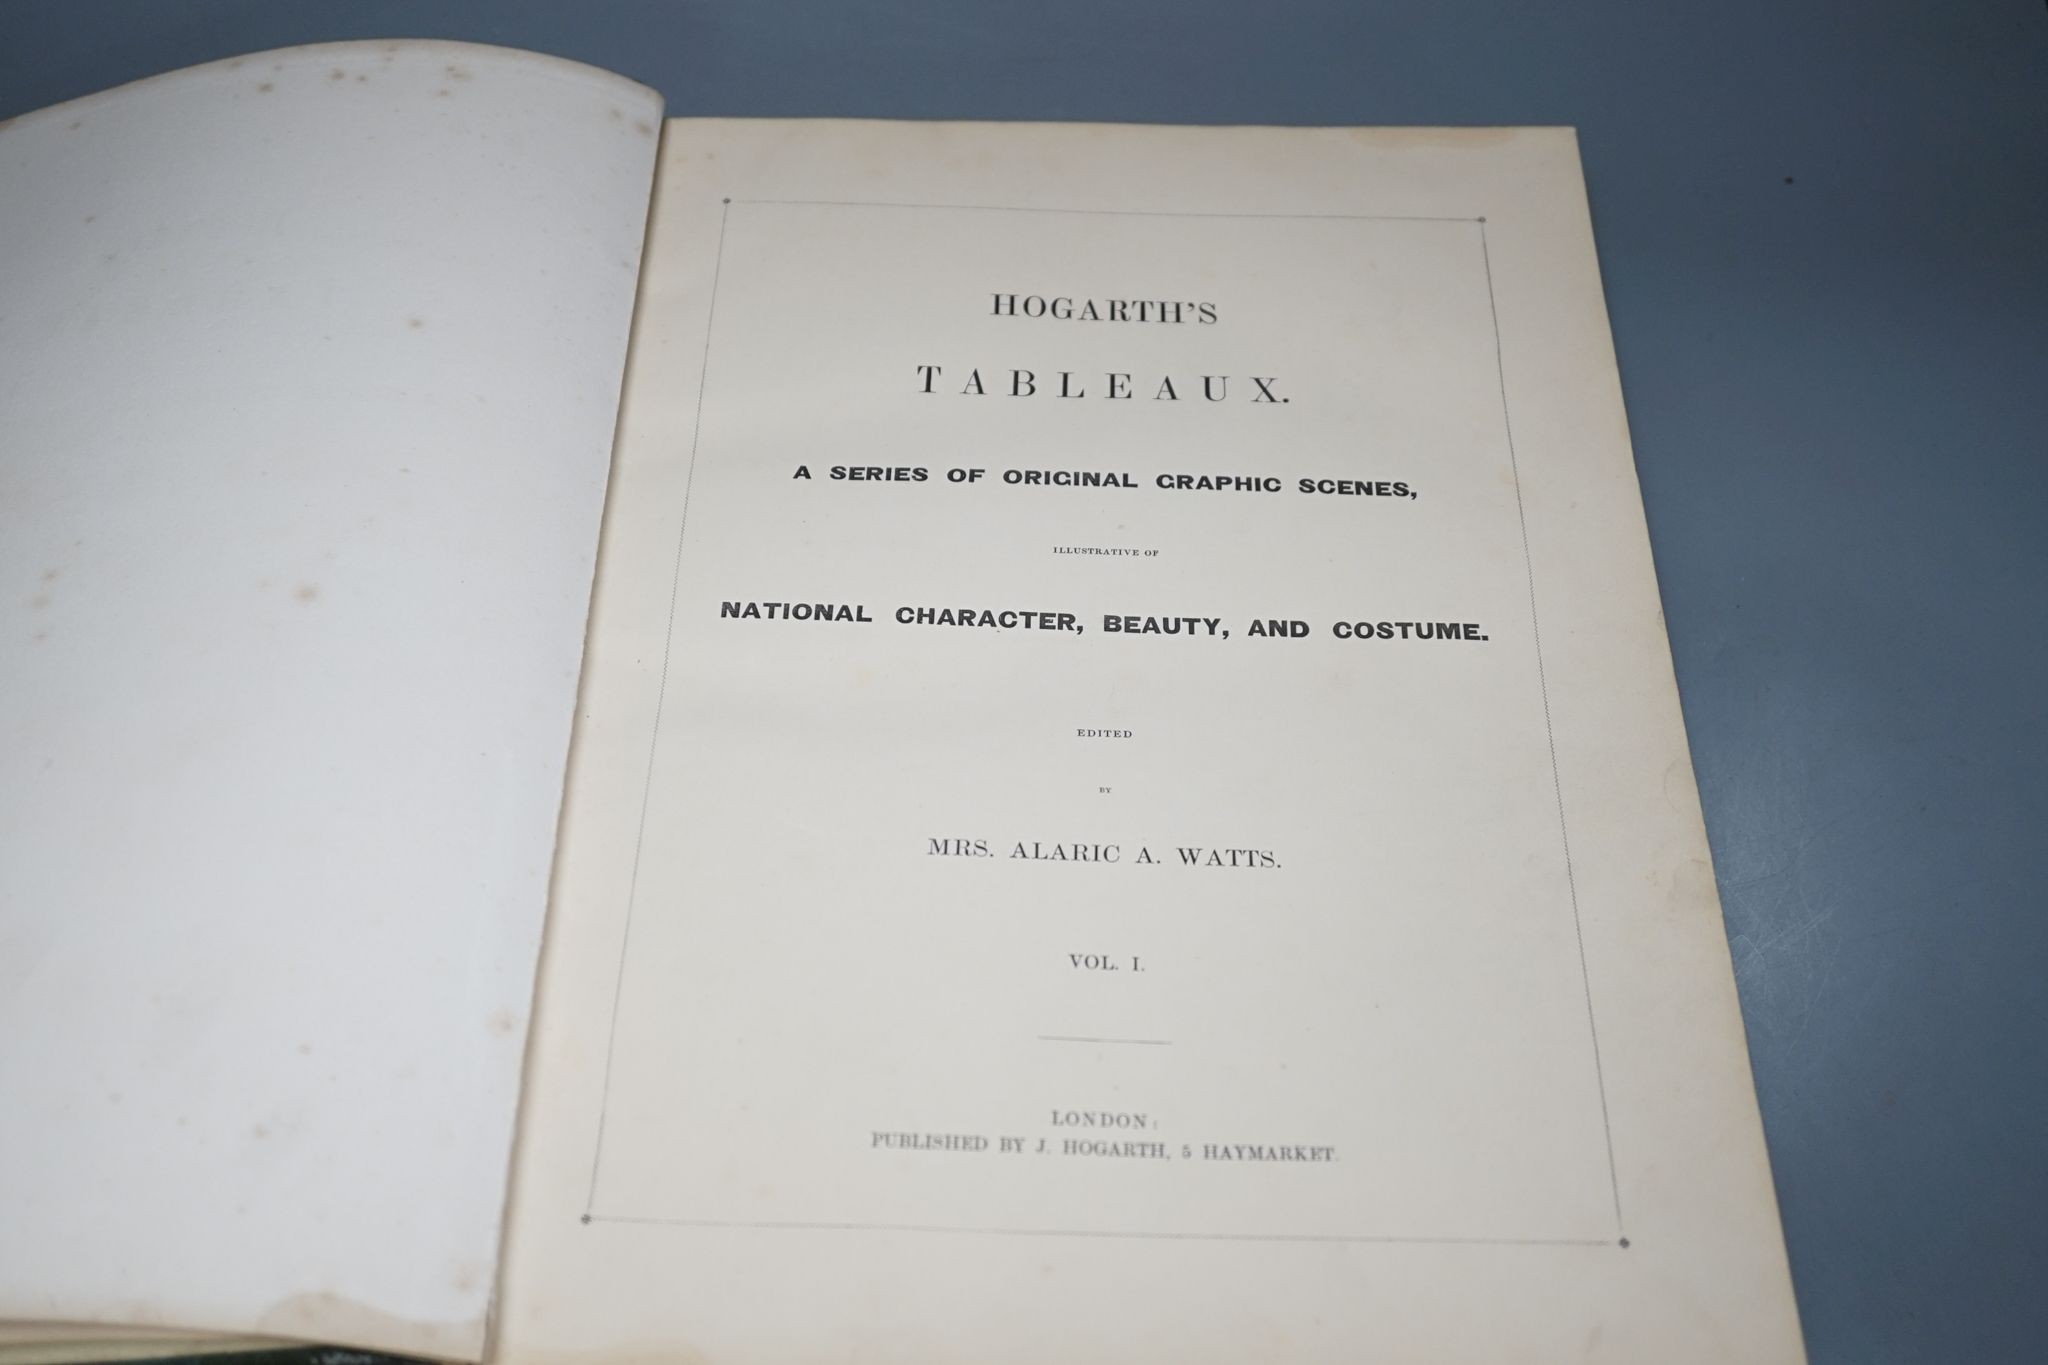 HOGARTH'S
TABLEAUX.
A SERIES OF ORIGINAL GRAPHIC SCENES,
ILLUSTRATIVE OF
NATIONAL CHARACTER, BEAUTY, AND COSTUME.
EDITED
BY
MRS. ALARIC A. WATTS.
VOL. I.
LONDON:
PUBLISHED BY J. HOGARTH, 5 HAYMARKET.